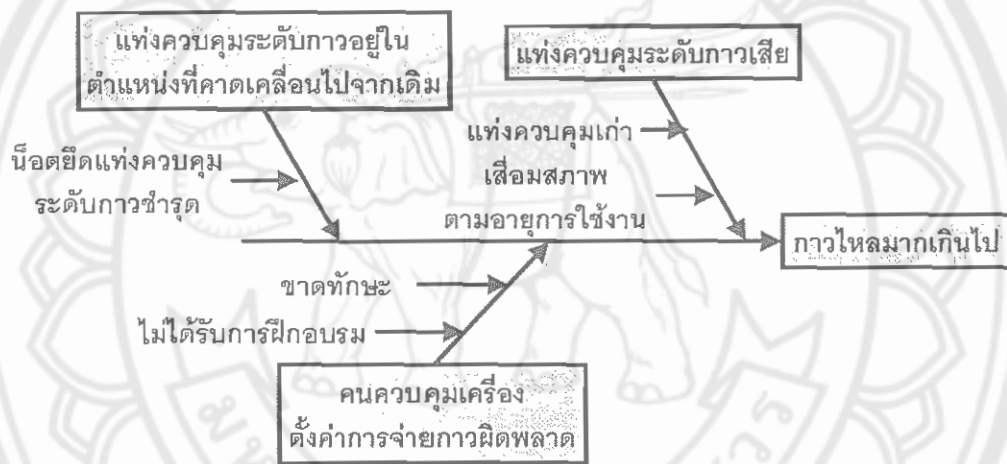 แท่งควบคุมระดับกาวอยู่ใน
ตำแหน่งที่คาดเคลื่อนไปจากเดิม
แท่งควบคุมระดับกาวเสีย
แท่งควบคุมเก่า
น็อตยึดแท่งควบคุม
ระดับกาวชำรุด
เสื่อมสภาพ
ตามอายุการใช้งาน
กาวไหลมากเกินไป
ขาดทักษะ
ไม่ได้รับการฝึกอบรม
คนควบคุมเครื่อง
ตั้งค่าการจ่ายกาวผิดพลาด